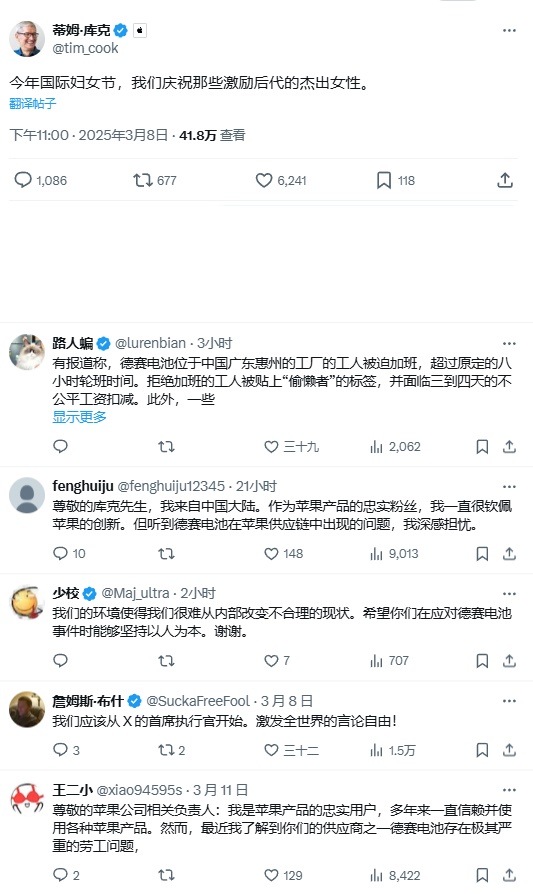 蒂姆·库克
@tim_cook
今年国际妇女节，我们庆祝那些激励后代的杰出女性。
翻译帖子
下午11:00 · 2025年3月8日 · 41.8万 查看
1,086 677 6,241 118
路人蝙 @lurenbian · 3小时
有报道称，德赛电池位于中国广东惠州的工厂的工人被迫加班，超过原定的八
小时轮班时间。拒绝加班的工人被贴上“偷懒者”的标签，并面临三到四天的不
公平工资扣减。此外，一些
显示更多
三十九 2,062
fenghuiju @fenghuiju12345 · 21小时
尊敬的库克先生，我来自中国大陆。作为苹果产品的忠实粉丝，我一直很钦佩
苹果的创新。但听到德赛电池在苹果供应链中出现的问题，我深感担忧。
10 148 9,013
少校 @Maj_ultra · 2小时
我们的环境使得我们很难从内部改变不合理的现状。希望你们在应对德赛电池
事件时能够坚持以人为本。谢谢。
7 707
詹姆斯·布什 @SuckaFreeFool · 3 月 8 日
我们应该从 X 的首席执行官开始。激发全世界的言论自由！
3 2 三十二 1.5万
王二小 @xiao94595s · 3 月 11 日
尊敬的苹果公司相关负责人：我是苹果产品的忠实用户，多年来一直信赖并使
用各种苹果产品。然而，最近我了解到你们的供应商之一德赛电池存在极其严
重的劳工问题，
2 129 8,422